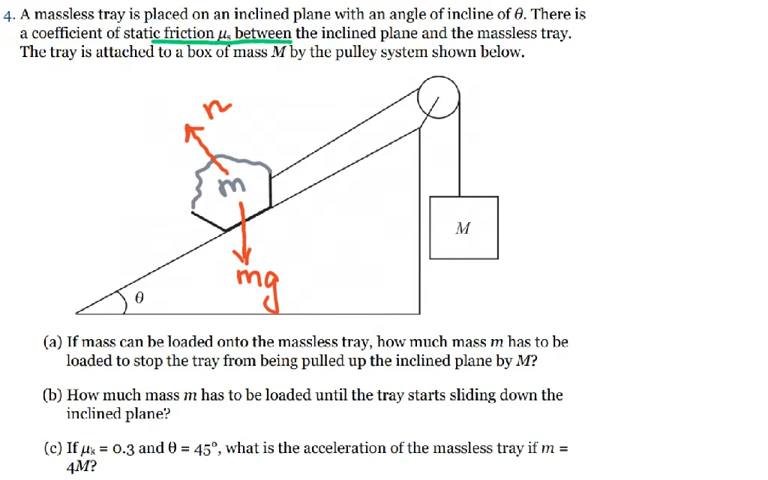 4. A massless tray is placed on an inclined plane with an angle of incline of θ. There is
a coefficient of static friction μs between the inclined plane and the massless tray.
The tray is attached to a box of mass M by the pulley system shown below.
n
m
M
mg
θ
(a) If mass can be loaded onto the massless tray, how much mass m has to be
loaded to stop the tray from being pulled up the inclined plane by M?
(b) How much mass m has to be loaded until the tray starts sliding down the
inclined plane?
(c) If μk = 0.3 and θ = 45°, what is the acceleration of the massless tray if m =
4M?